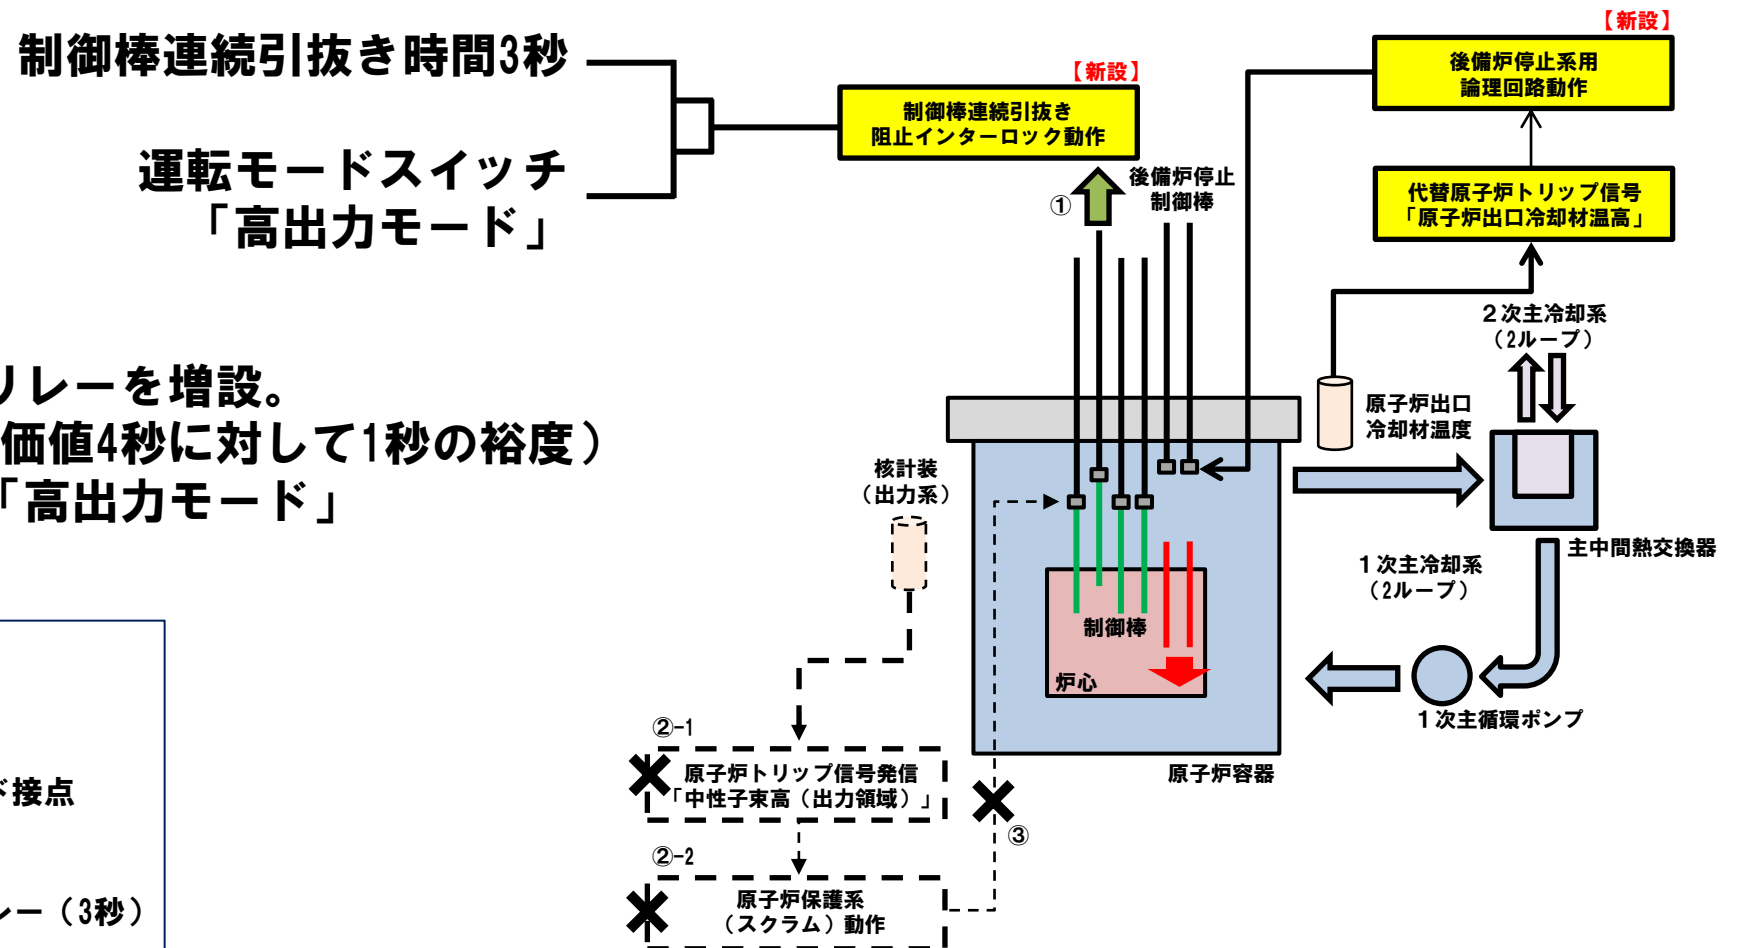 制御棒連続引抜き時間3秒
運転モードスイッチ
「高出力モード」
【新設】
制御棒連続引抜き
阻止インターロック動作
【新設】
後備炉停止系用
論理回路動作
代替原子炉トリップ信号
「原子炉出口冷却材温高」
①
後備炉停止
制御棒
2次主冷却系
(2ループ)
リレーを増設。
価値4秒に対して1秒の裕度)
「高出力モード」
原子炉出口
冷却材温度
核計装
(出力系)
主中間熱交換器
1次主冷却系
(2ループ)
制御棒
炉心
1次主循環ポンプ
原子炉容器
②-1
原子炉トリップ信号発信
「中性子束高(出力領域)」
③
②-2
原子炉保護系
(スクラム)動作
ド接点
レー(3秒)